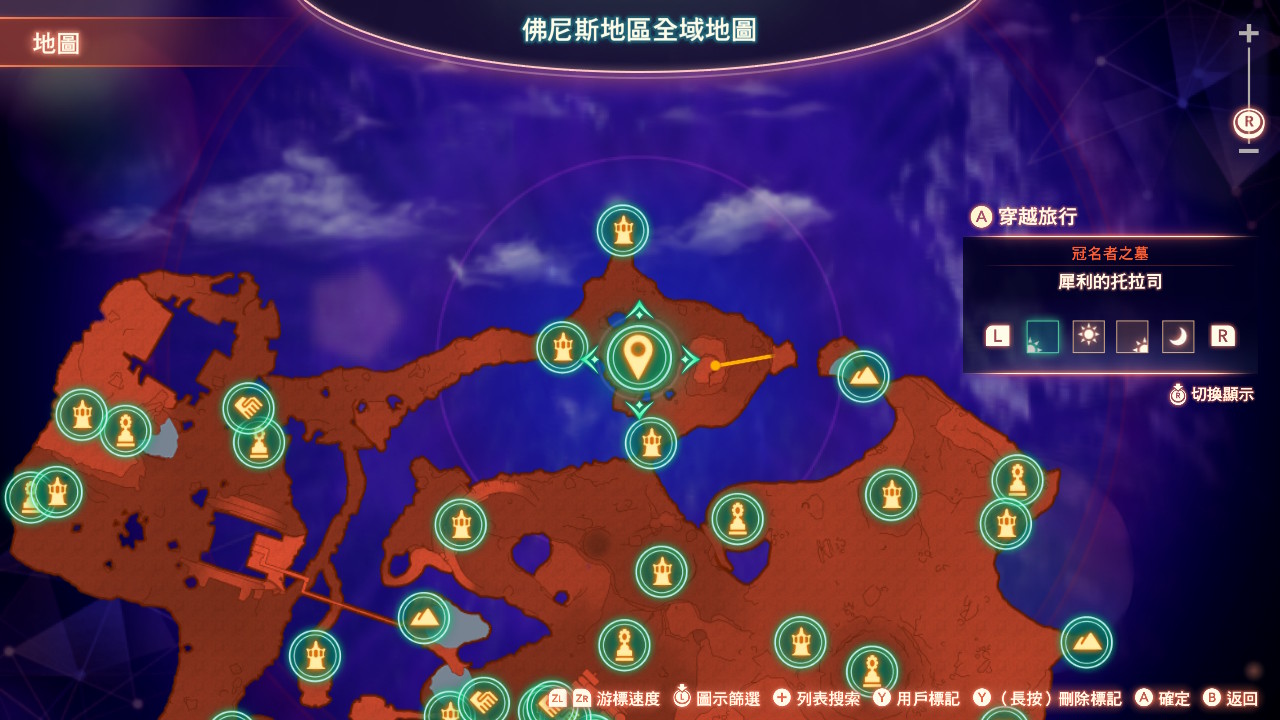 地圖
佛尼斯地區全域地圖
R
A 穿越旅行
冠名者之墓
犀利的托拉司
L R
R 切換顯示
ZL ZR 游標速度 L 圖示篩選 列表搜索 Y 用戶標記 Y （長按）刪除標記 A 確定 B 返回